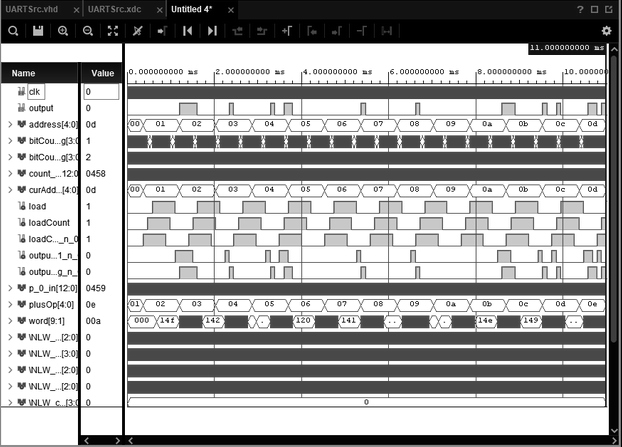 UARTSrc.vhd × UARTSrc.xdc × Untitled 4* × ? □ ×
11.000000000 ms
Name Value 0.000000000 ms 2.000000000 ms 4.000000000 ms 6.000000000 ms 8.000000000 ms 10.00000
clk 0
output 0
address[4:0] 0d 00 01 02 03 04 05 06 07 08 09 0a 0b 0c 0d
bitCou...g[3:0 1
bitCou...g[3:0 2
count_...12:0 0458
curAdd...[4:0] 0d 00 01 02 03 04 05 06 07 08 09 0a 0b 0c 0d
load 1
loadCount 1
loadC..._n_0 1
outpu...1_n_ 0
outpu...g_n_ 0
p_0_in[12:0] 0459
plusOp[4:0] 0e 01 02 03 04 05 06 07 08 09 0a 0b 0c 0d 0e
word[9:1] 00a 000 14f 142 . 120 141 .. . 14e 149 ..
\NLW_...[2:0] 0
\NLW_...[3:0] 0
\NLW_...[2:0] 0
\NLW_...[2:0] 0
\NLW_c...[3:0 0 0